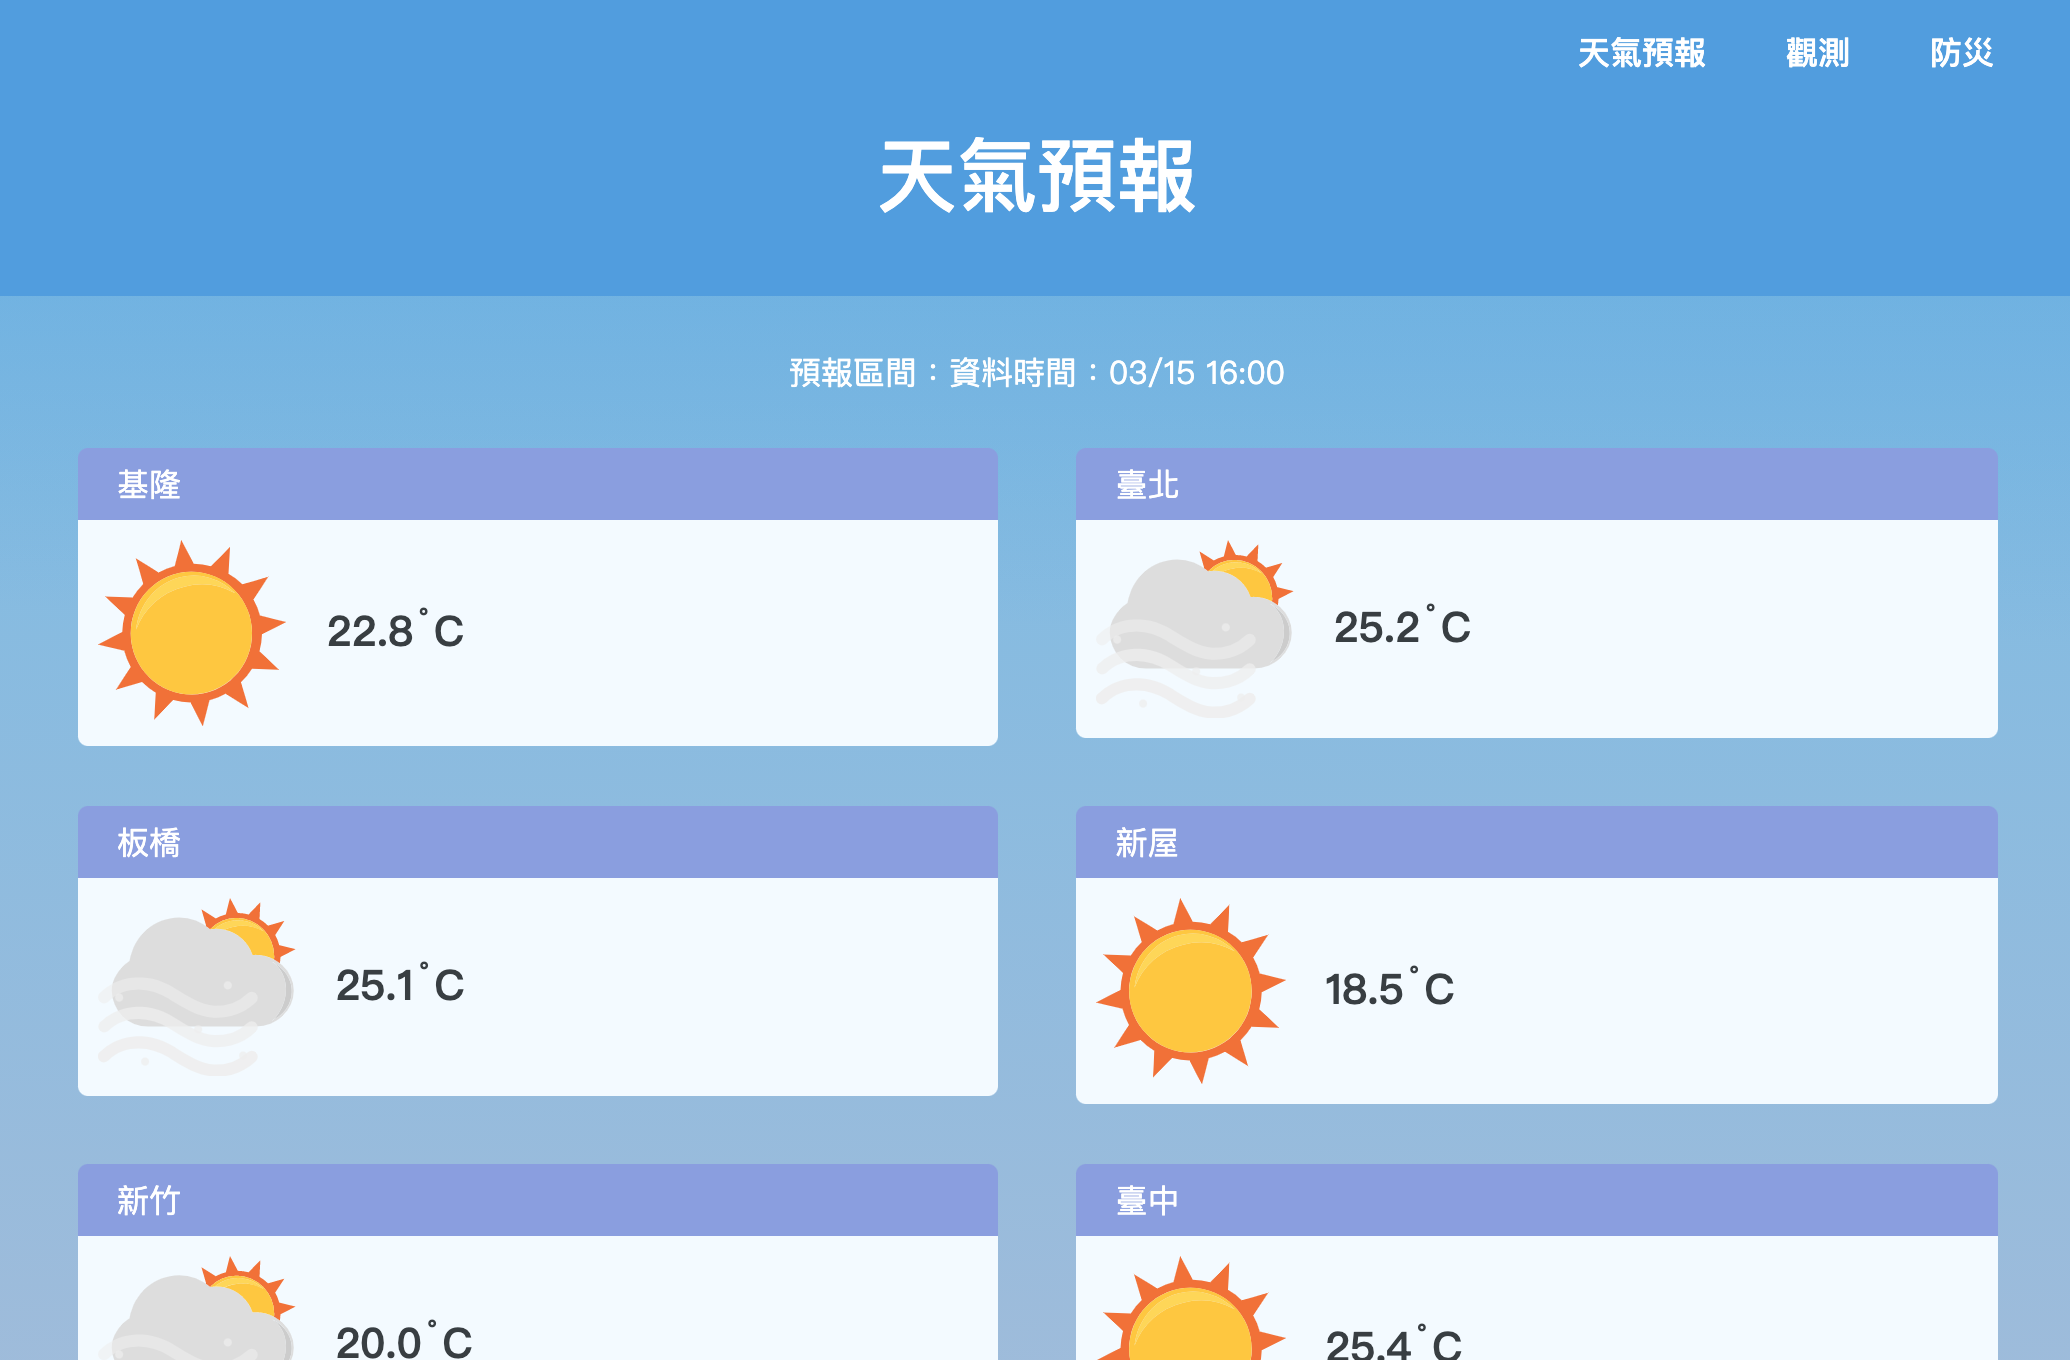 天氣預報 觀測 防災
天氣預報
預報區間：資料時間：03/15 16:00
基隆
22.8°C
臺北
25.2°C
板橋
25.1°C
新屋
18.5°C
新竹
20.0°C
臺中
25.4°C